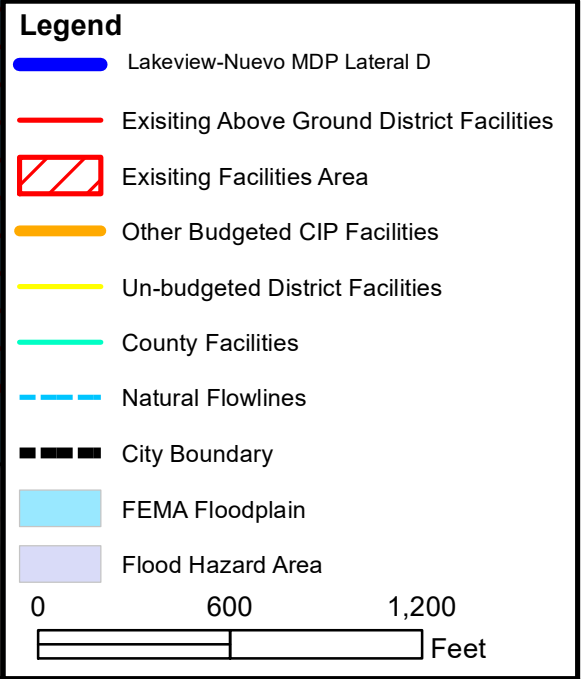 Legend
Lakeview-Nuevo MDP Lateral D
Exisiting Above Ground District Facilities
Exisiting Facilities Area
Other Budgeted CIP Facilities
Un-budgeted District Facilities
County Facilities
Natural Flowlines
City Boundary
FEMA Floodplain
Flood Hazard Area
0 600 1,200
Feet